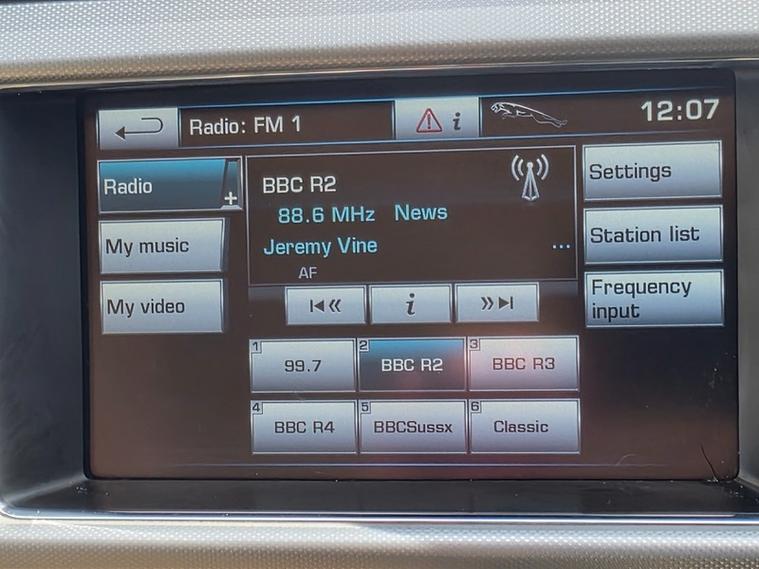 Radio: FM 1
i
12:07
Radio
+
My music
My video
BBC R2
88.6 MHz News
Jeremy Vine
...
AF
i
Settings
Station list
Frequency
input
1
99.7
2
BBC R2
3
BBC R3
4
BBC R4
5
BBCSussx
6
Classic